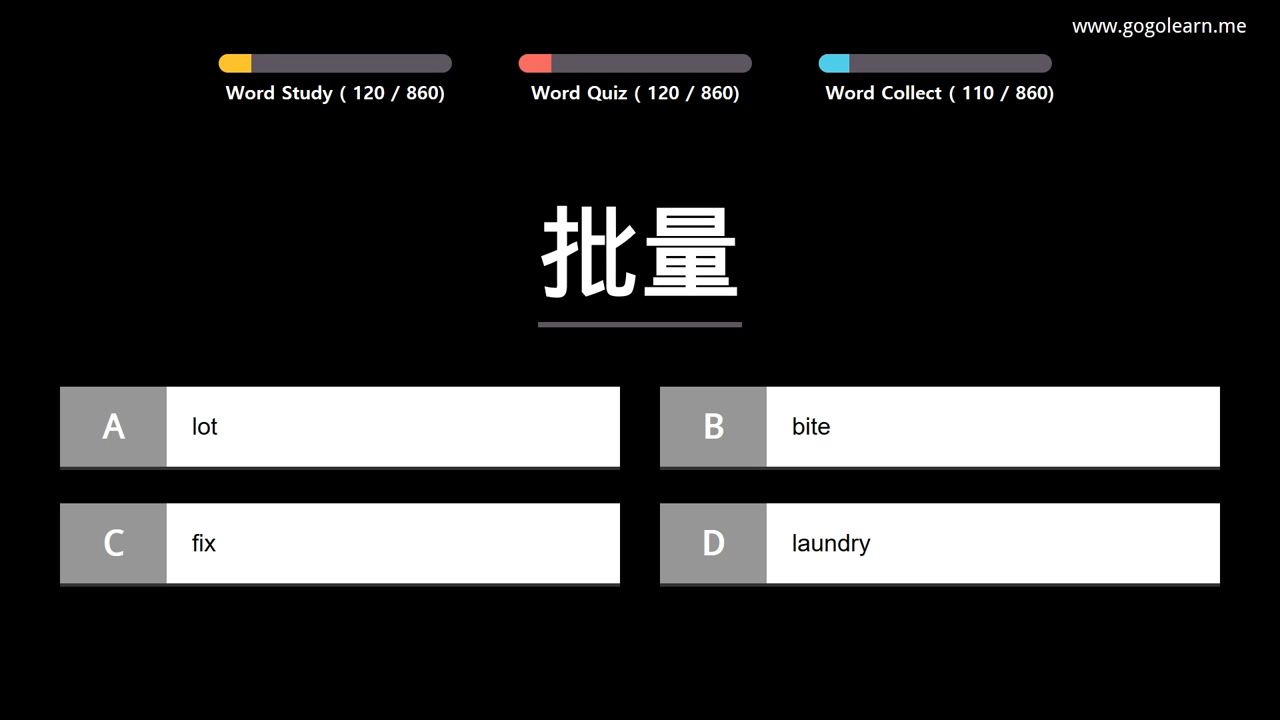 www.gogolearn.me
Word Study ( 120 / 860)
Word Quiz ( 120 / 860)
Word Collect ( 110 / 860)
批量
A lot
B bite
C fix
D laundry